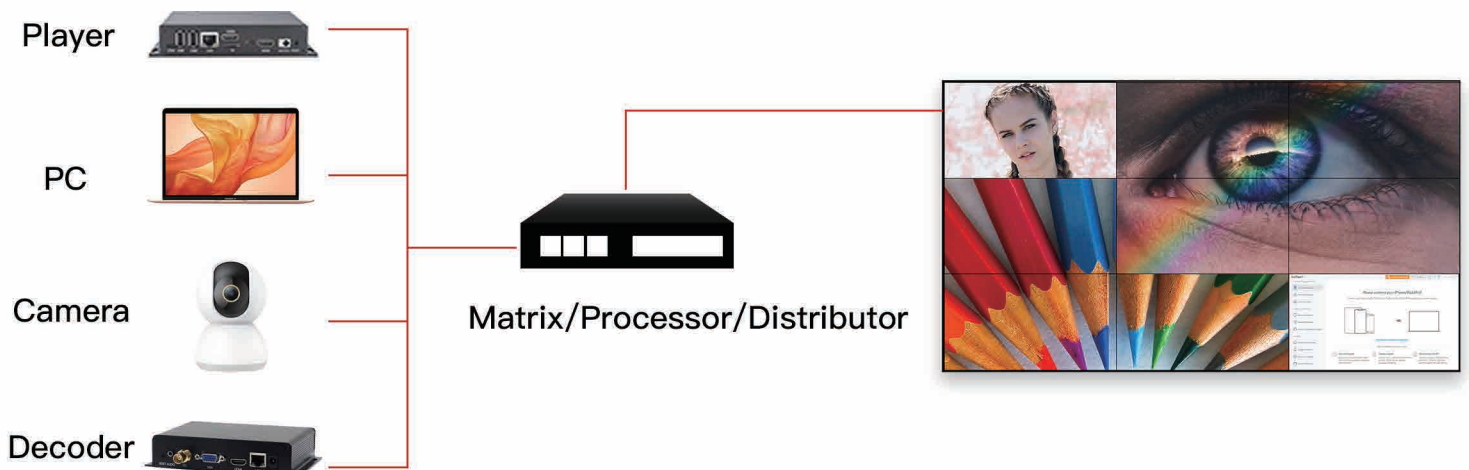 Player
PC
Camera
Matrix/Processor/Distributor
Decoder